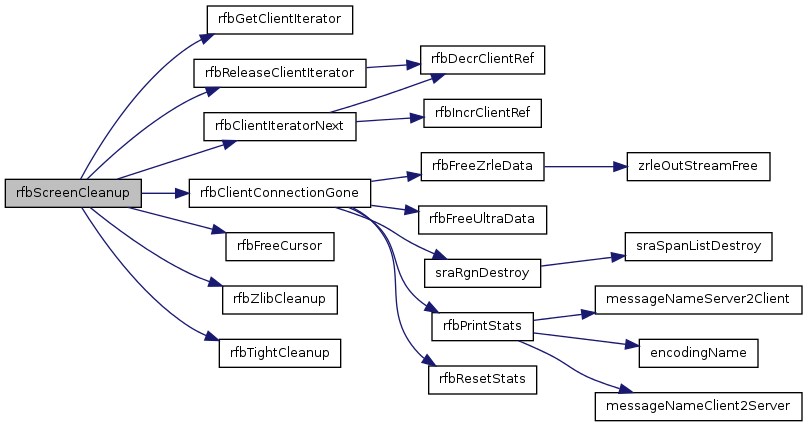 rfbGetClientIterator
rfbReleaseClientIterator
rfbDecrClientRef
rfbClientIteratorNext
rfbIncrClientRef
rfbScreenCleanup
rfbClientConnectionGone
rfbFreeZrleData
zrleOutStreamFree
rfbFreeUltraData
rfbFreeCursor
sraRgnDestroy
sraSpanListDestroy
rfbZlibCleanup
rfbPrintStats
messageNameServer2Client
rfbTightCleanup
encodingName
rfbResetStats
messageNameClient2Server